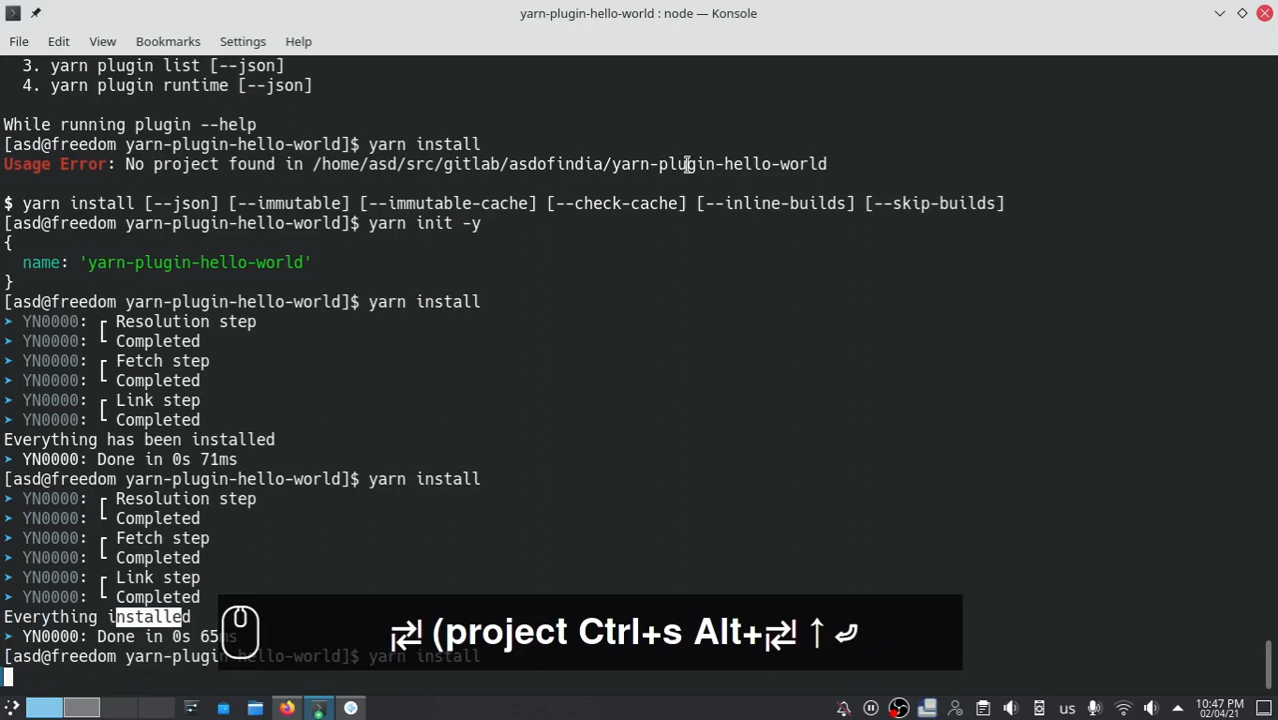 yarn-plugin-hello-world : node — Konsole
File Edit View Bookmarks Settings Help
3. yarn plugin list [--json]
4. yarn plugin runtime [--json]
While running plugin --help
[asd@freedom yarn-plugin-hello-world]$ yarn install
Usage Error: No project found in /home/asd/src/gitlab/asdofindia/yarn-plugin-hello-world
$ yarn install [--json] [--immutable] [--immutable-cache] [--check-cache] [--inline-builds] [--skip-builds]
[asd@freedom yarn-plugin-hello-world]$ yarn init -y
{
name: 'yarn-plugin-hello-world'
}
[asd@freedom yarn-plugin-hello-world]$ yarn install
➤ YN0000: ┌ Resolution step
➤ YN0000: └ Completed
➤ YN0000: ┌ Fetch step
➤ YN0000: └ Completed
➤ YN0000: ┌ Link step
➤ YN0000: └ Completed
Everything has been installed
➤ YN0000: Done in 0s 71ms
[asd@freedom yarn-plugin-hello-world]$ yarn install
➤ YN0000: ┌ Resolution step
➤ YN0000: └ Completed
➤ YN0000: ┌ Fetch step
➤ YN0000: └ Completed
➤ YN0000: ┌ Link step
➤ YN0000: └ Completed
Everything installed
➤ YN0000: Done in 0s 65ms
[asd@freedom yarn-plugin-hello-world]$ yarn install
(project Ctrl+s Alt+ ↑
us
10:47 PM
02/04/21